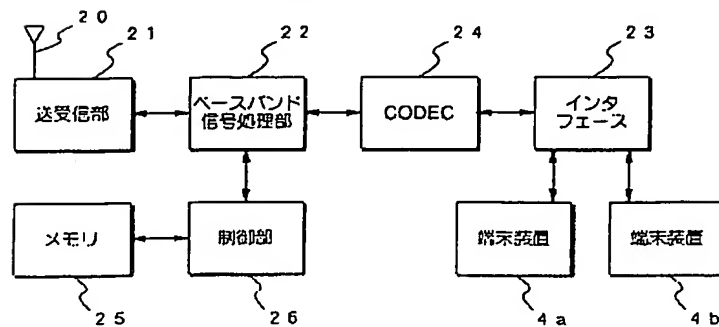 20
21
22
24
23
送受信部
ベースバンド
信号処理部
CODEC
インタ
フェース
メモリ
制御部
端末装置
端末装置
25
26
4a
4b